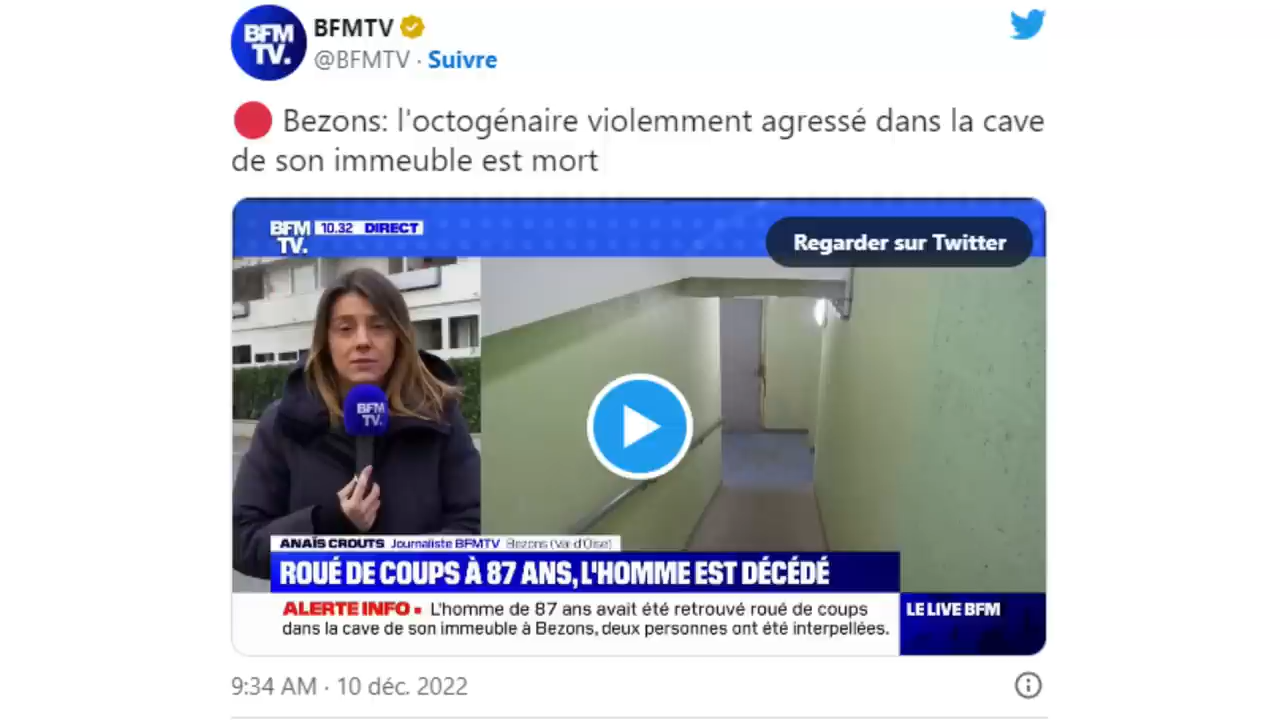 BFM
TV.
BFMTV
@BFMTV · Suivre
🔴 Bezons: l'octogénaire violemment agressé dans la cave
de son immeuble est mort
BFM
TV.
10.32 DIRECT
Regarder sur Twitter
BFM
TV.
ANAÏS CROUTS Journaliste BFMTV Bezons (Val d'Oise)
ROUÉ DE COUPS À 87 ANS, L'HOMME EST DÉCÉDÉ
ALERTE INFO ▪ L'homme de 87 ans avait été retrouvé roué de coups
dans la cave de son immeuble à Bezons, deux personnes ont été interpellées.
LE LIVE BFM
9:34 AM · 10 déc. 2022